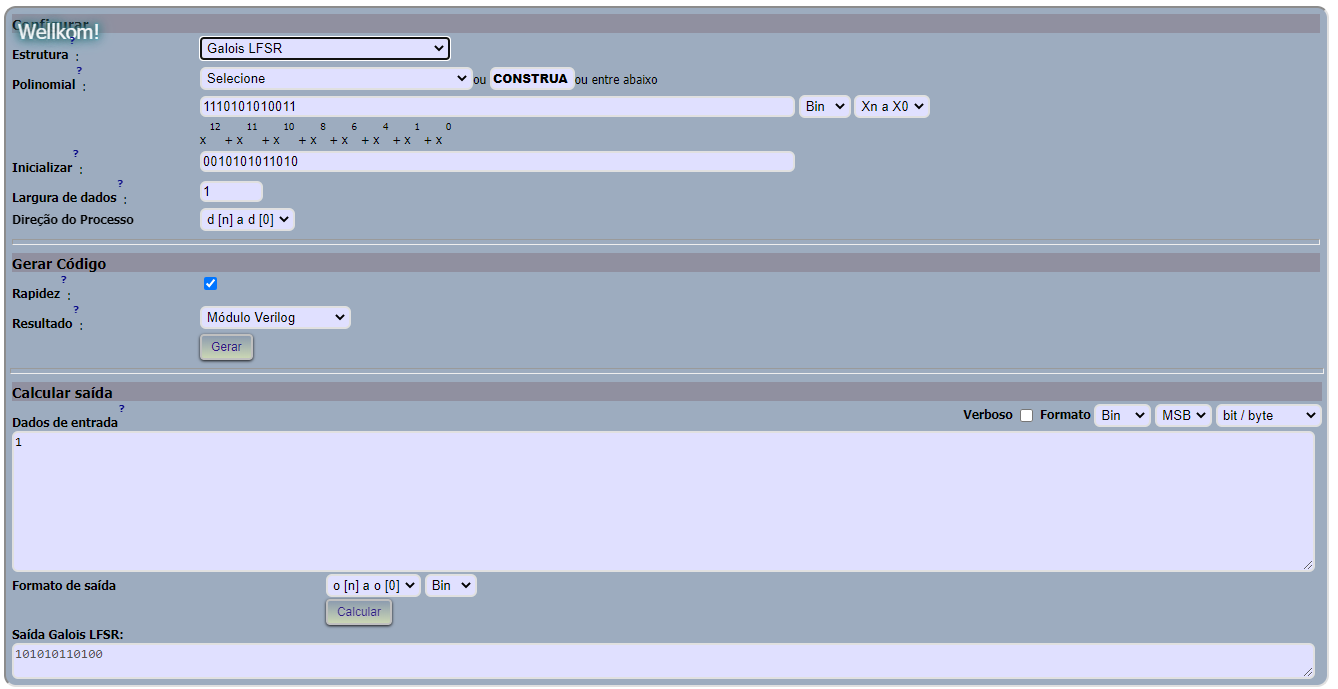 Configurar
Wellkom!
Estrutura ? : Galois LFSR
Polinomial ? : Selecione ou CONSTRUA ou entre abaixo
1110101010011 Bin Xn a X0
12 11 10 8 6 4 1 0
x + x + x + x + x + x + x + x
Inicializar ? : 0010101011010
Largura de dados ? : 1
Direção do Processo d [n] a d [0]
Gerar Código
Rapidez ? :
Resultado ? : Módulo Verilog
Gerar
Calcular saída
Dados de entrada ? Verboso Formato Bin MSB bit / byte
1
Formato de saída o [n] a o [0] Bin
Calcular
Saída Galois LFSR:
101010110100